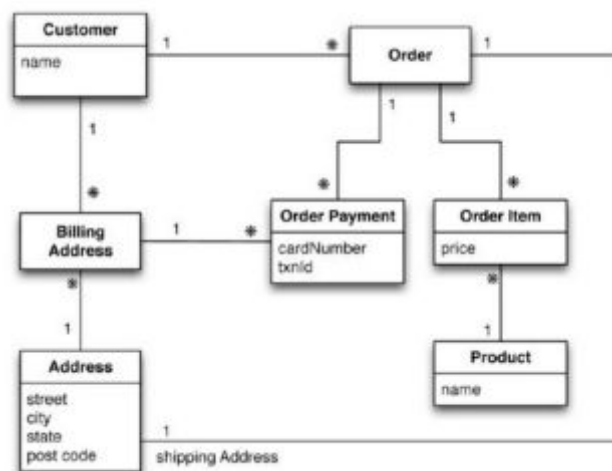 Customer
name
1
*
Order
1
1
*
1
1
*
*
Billing
Address
1
*
Order Payment
cardNumber
txnId
Order Item
price
*
1
*
1
Product
name
Address
street
city
state
post code
1
shipping Address